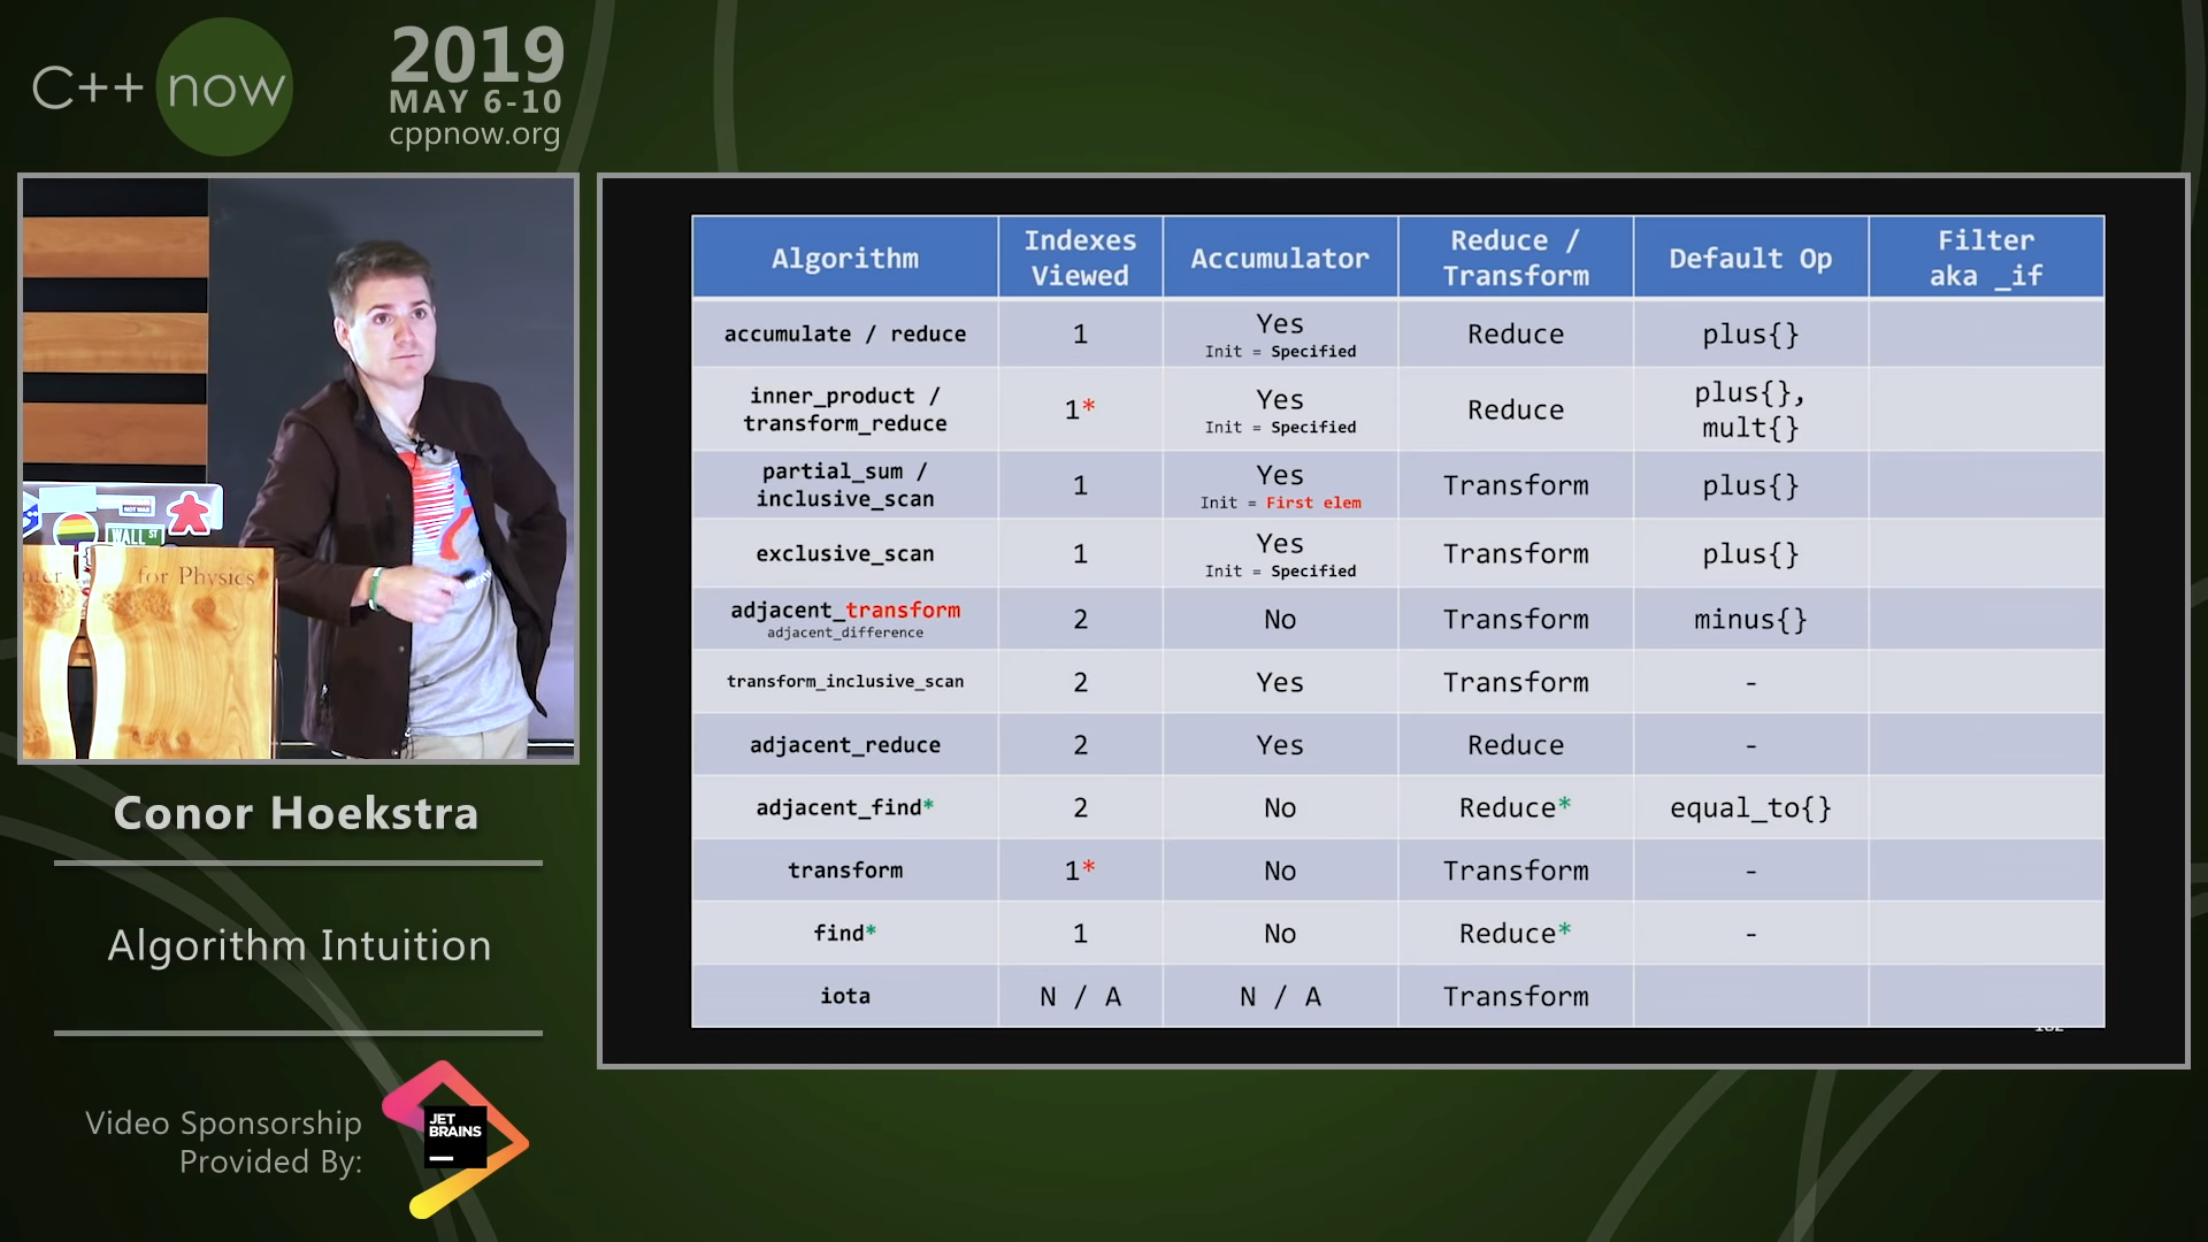 C++ now
2019
MAY 6-10
cppnow.org
WALL ST
for Physics
Conor Hoekstra
Algorithm Intuition
Video Sponsorship
Provided By:
JET
BRAINS
Algorithm Indexes Viewed Accumulator Reduce / Transform Default Op Filter aka _if
accumulate / reduce 1 Yes Init = Specified Reduce plus{}
inner_product / transform_reduce 1* Yes Init = Specified Reduce plus{}, mult{}
partial_sum / inclusive_scan 1 Yes Init = First elem Transform plus{}
exclusive_scan 1 Yes Init = Specified Transform plus{}
adjacent_transform adjacent_difference 2 No Transform minus{}
transform_inclusive_scan 2 Yes Transform -
adjacent_reduce 2 Yes Reduce -
adjacent_find* 2 No Reduce* equal_to{}
transform 1* No Transform -
find* 1 No Reduce* -
iota N / A N / A Transform